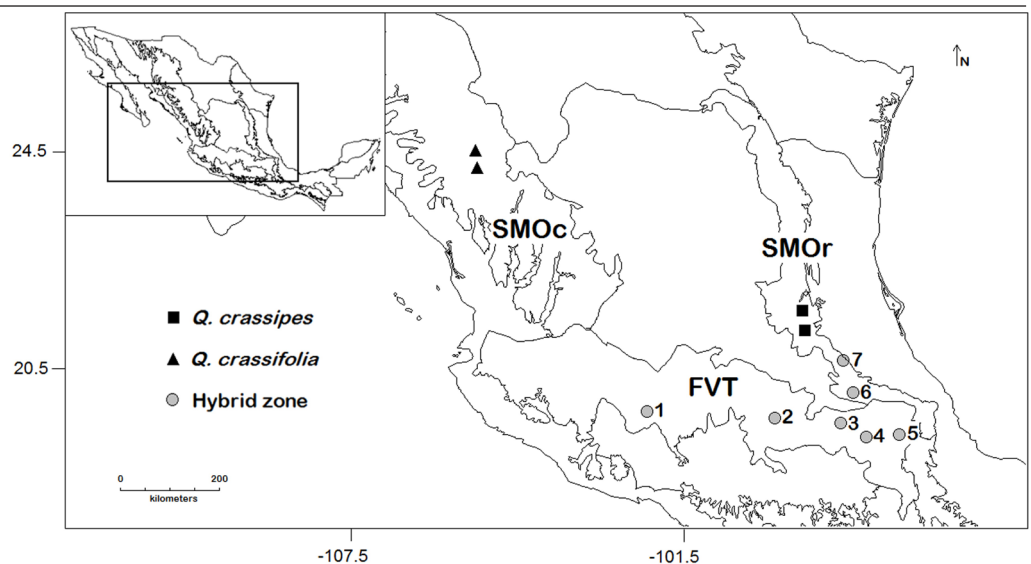 N
24.5
SMOc
SMOr
Q. crassipes
Q. crassifolia
20.5
7
FVT
Hybrid zone
6
1
2
3
4
5
0 200
kilometers
-107.5 -101.5